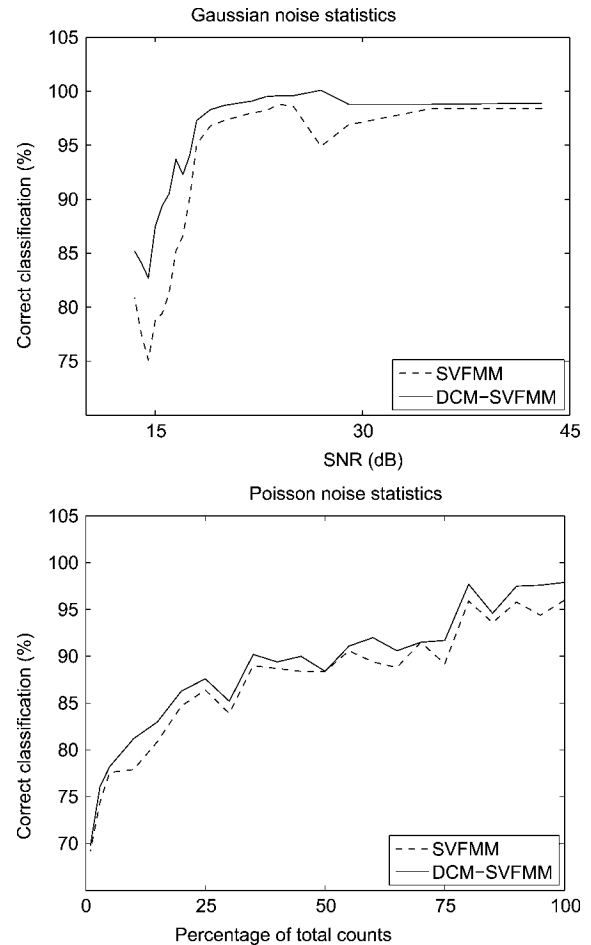 Gaussian noise statistics
105
100
95
90
85
80
75
Correct classification (%)
SVFMM
DCM−SVFMM
15
30
45
SNR (dB)
Poisson noise statistics
105
100
95
90
85
80
75
70
Correct classification (%)
SVFMM
DCM−SVFMM
0
25
50
75
100
Percentage of total counts